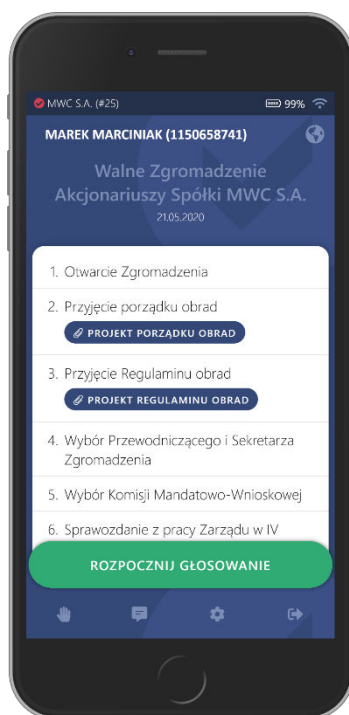 MWC S.A. (#25) 99%
MAREK MARCINIAK (1150658741)
Walne Zgromadzenie
Akcjonariuszy Spółki MWC S.A.
21.05.2020
1. Otwarcie Zgromadzenia
2. Przyjęcie porządku obrad
PROJEKT PORZĄDKU OBRAD
3. Przyjęcie Regulaminu obrad
PROJEKT REGULAMINU OBRAD
4. Wybór Przewodniczącego i Sekretarza
Zgromadzenia
5. Wybór Komisji Mandatowo-Wnioskowej
6. Sprawozdanie z pracy Zarządu w IV
ROZPOCZNIJ GŁOSOWANIE